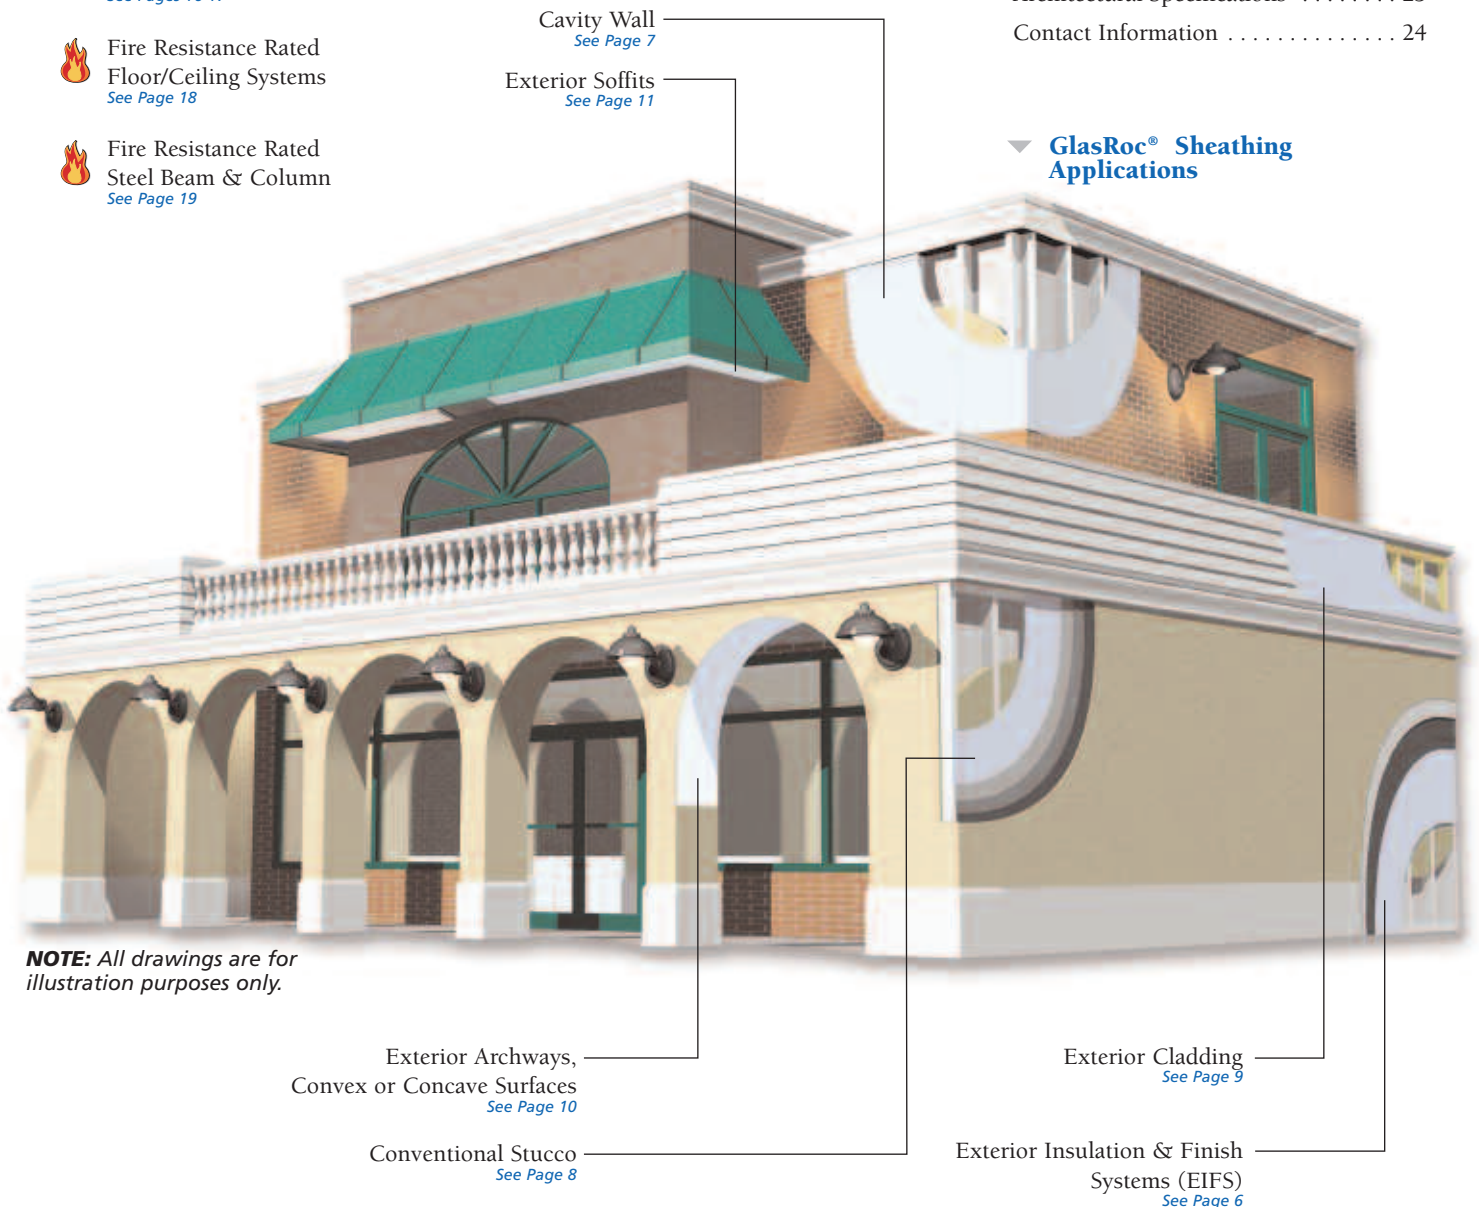 Fire Resistance Rated
Floor/Ceiling Systems
See Page 18
Fire Resistance Rated
Steel Beam & Column
See Page 19
Cavity Wall
See Page 7
Exterior Soffits
See Page 11
Architectural Specifications . . . . . . . . 23
Contact Information . . . . . . . . . . . . . . 24
GlasRoc® Sheathing
Applications
NOTE: All drawings are for
illustration purposes only.
Exterior Archways,
Convex or Concave Surfaces
See Page 10
Conventional Stucco
See Page 8
Exterior Cladding
See Page 9
Exterior Insulation & Finish
Systems (EIFS)
See Page 6